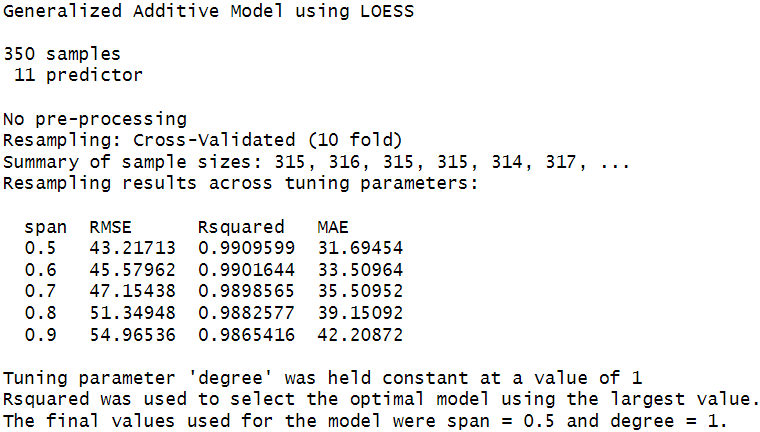 Generalized Additive Model using LOESS

350 samples
 11 predictor

No pre-processing
Resampling: Cross-Validated (10 fold)
Summary of sample sizes: 315, 316, 315, 315, 314, 317, ...
Resampling results across tuning parameters:

  span  RMSE      Rsquared   MAE
  0.5   43.21713  0.9909599  31.69454
  0.6   45.57962  0.9901644  33.50964
  0.7   47.15438  0.9898565  35.50952
  0.8   51.34948  0.9882577  39.15092
  0.9   54.96536  0.9865416  42.20872

Tuning parameter 'degree' was held constant at a value of 1
Rsquared was used to select the optimal model using the largest value.
The final values used for the model were span = 0.5 and degree = 1.